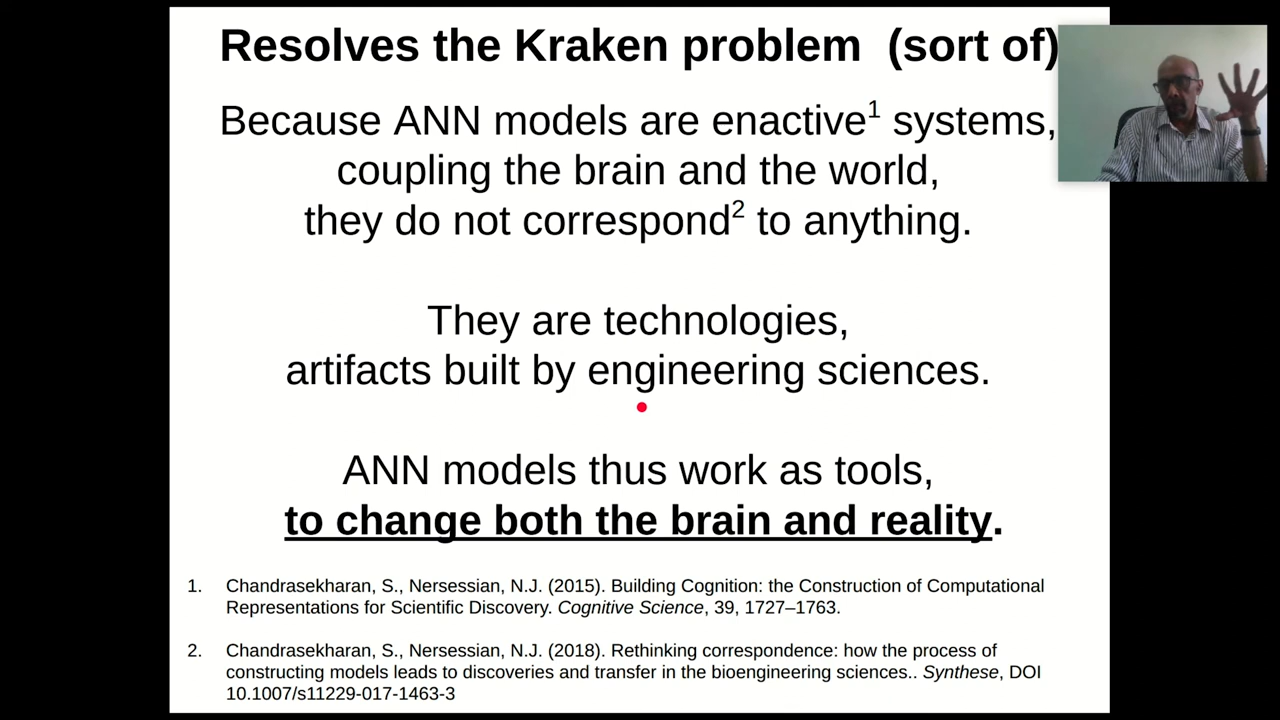 Resolves the Kraken problem (sort of)
Because ANN models are enactive1 systems,
coupling the brain and the world,
they do not correspond2 to anything.
They are technologies,
artifacts built by engineering sciences.
ANN models thus work as tools,
to change both the brain and reality.
1. Chandrasekharan, S., Nersessian, N.J. (2015). Building Cognition: the Construction of Computational
Representations for Scientific Discovery. Cognitive Science, 39, 1727–1763.
2. Chandrasekharan, S., Nersessian, N.J. (2018). Rethinking correspondence: how the process of
constructing models leads to discoveries and transfer in the bioengineering sciences.. Synthese, DOI
10.1007/s11229-017-1463-3